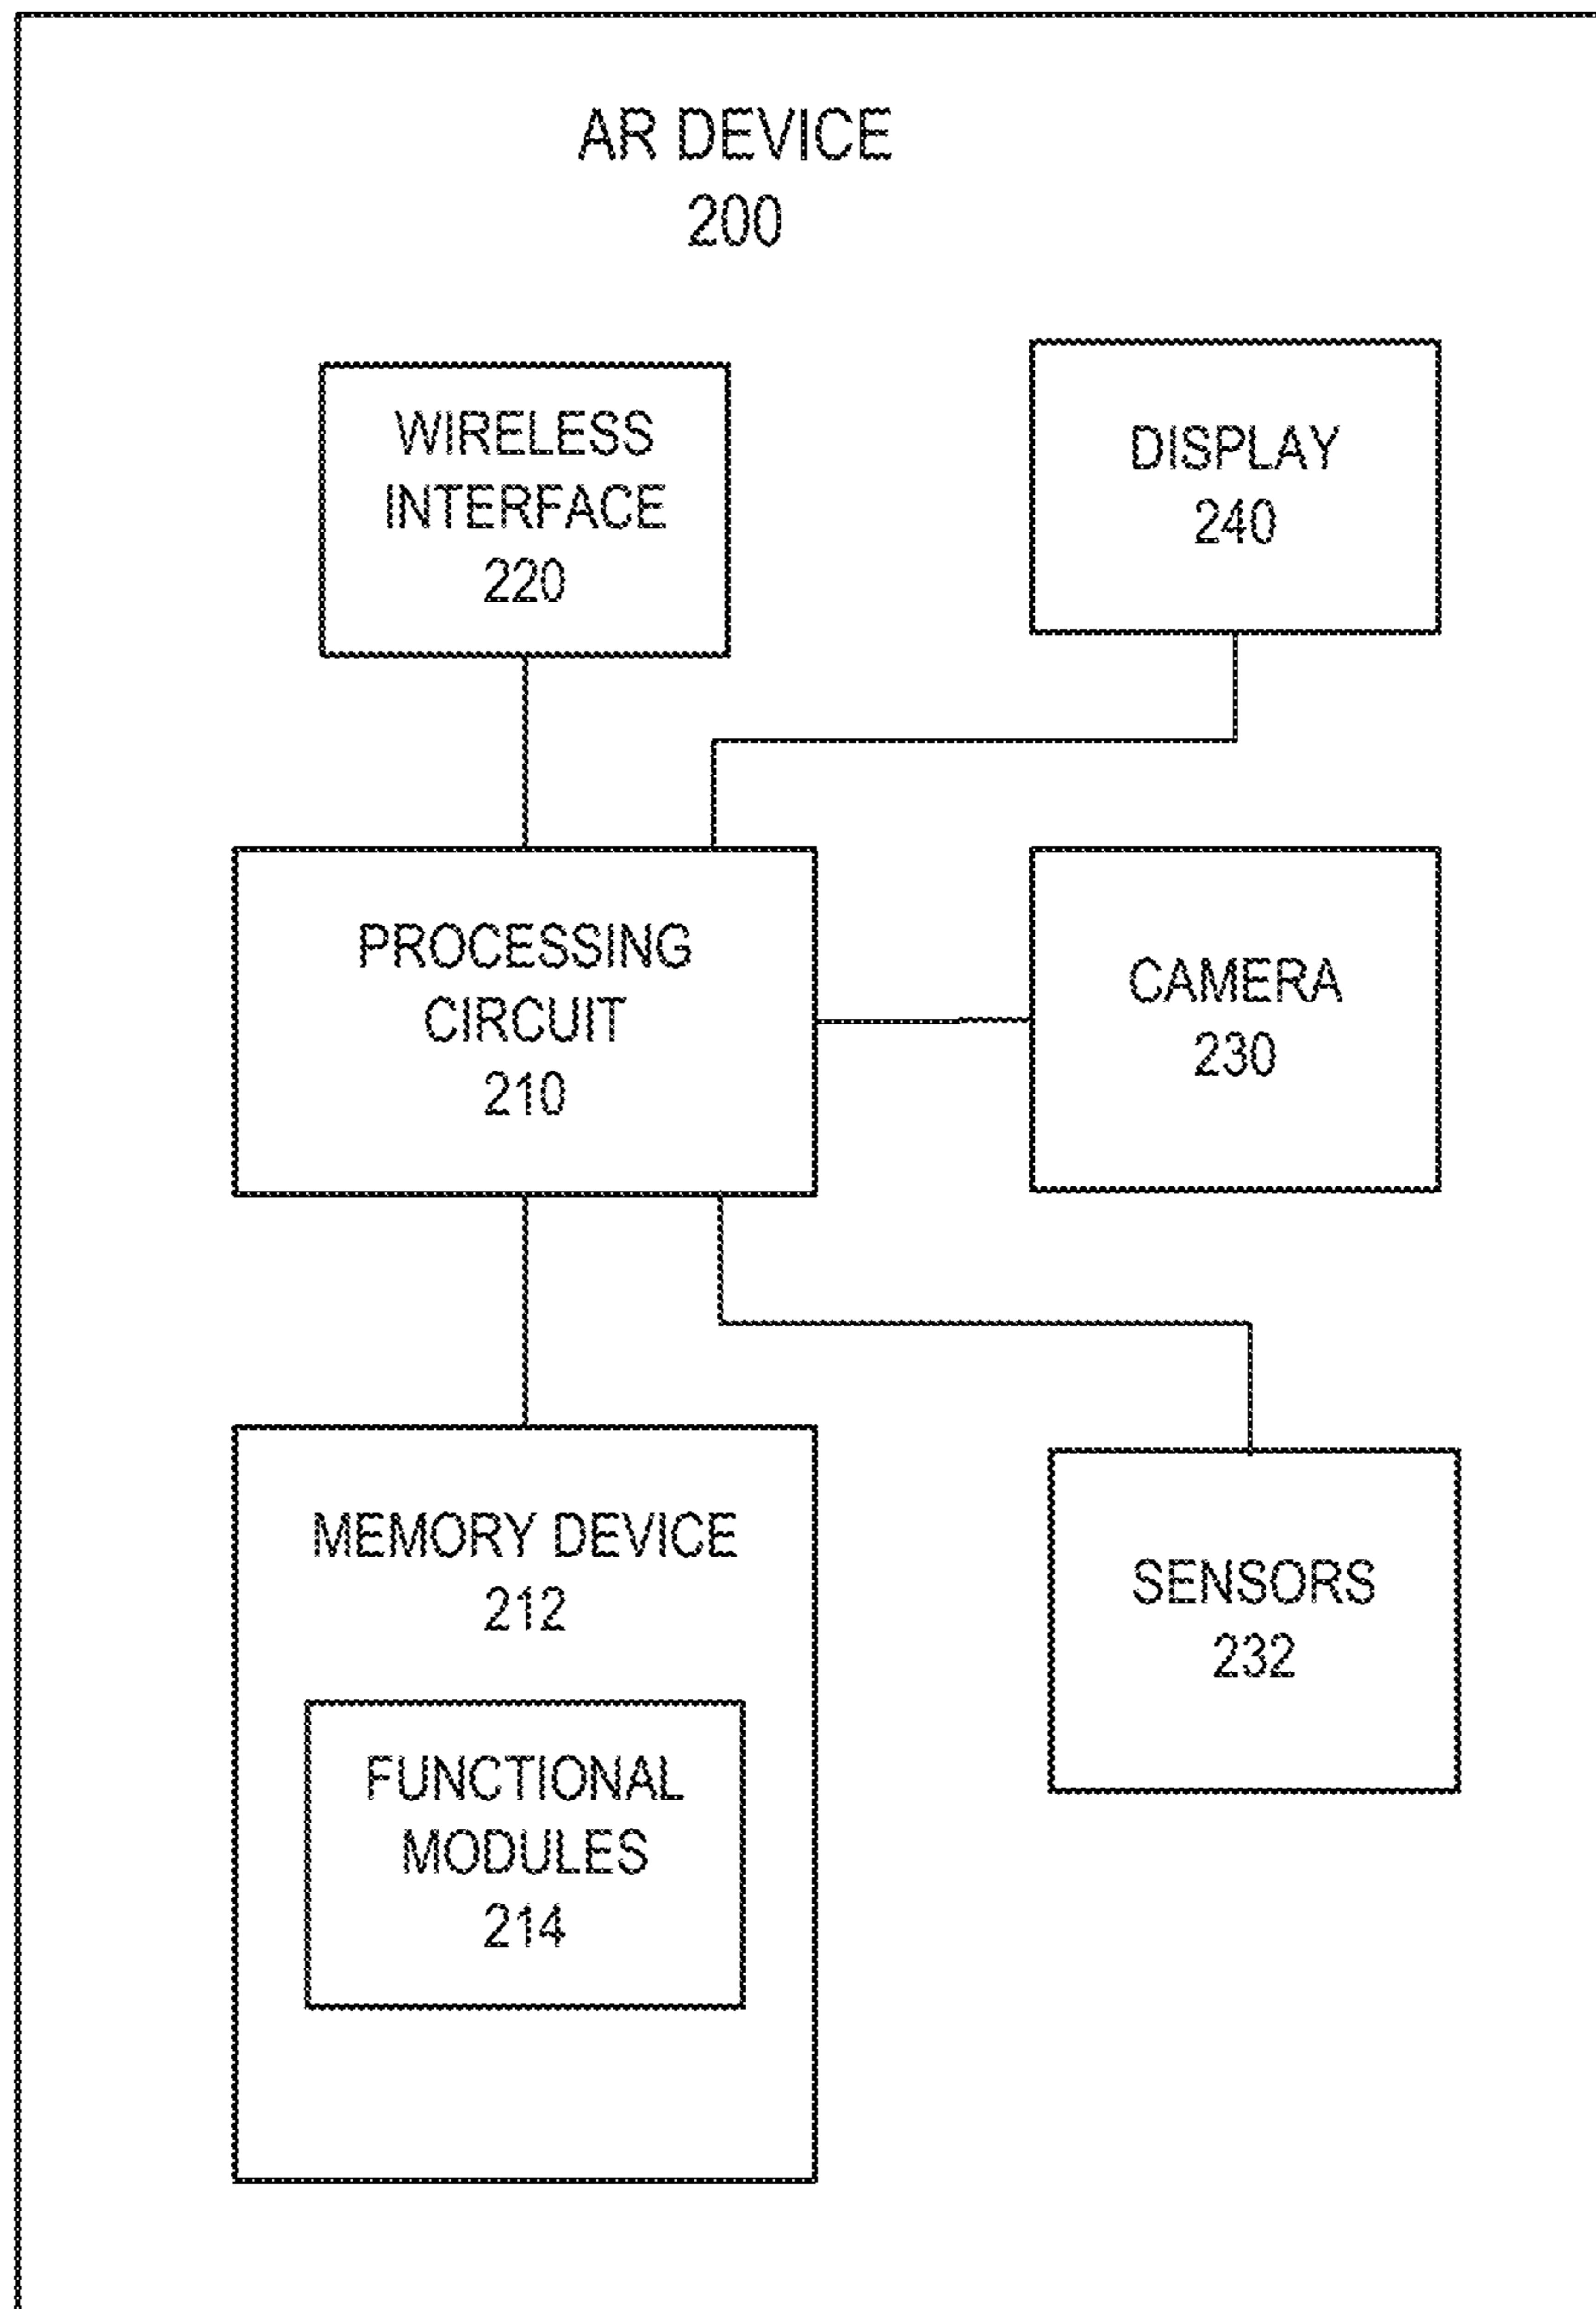 AR DEVICE
200
WIRELESS
INTERFACE
220
DISPLAY
240
PROCESSING
CIRCUIT
210
CAMERA
230
MEMORY DEVICE
212
FUNCTIONAL
MODULES
214
SENSORS
232